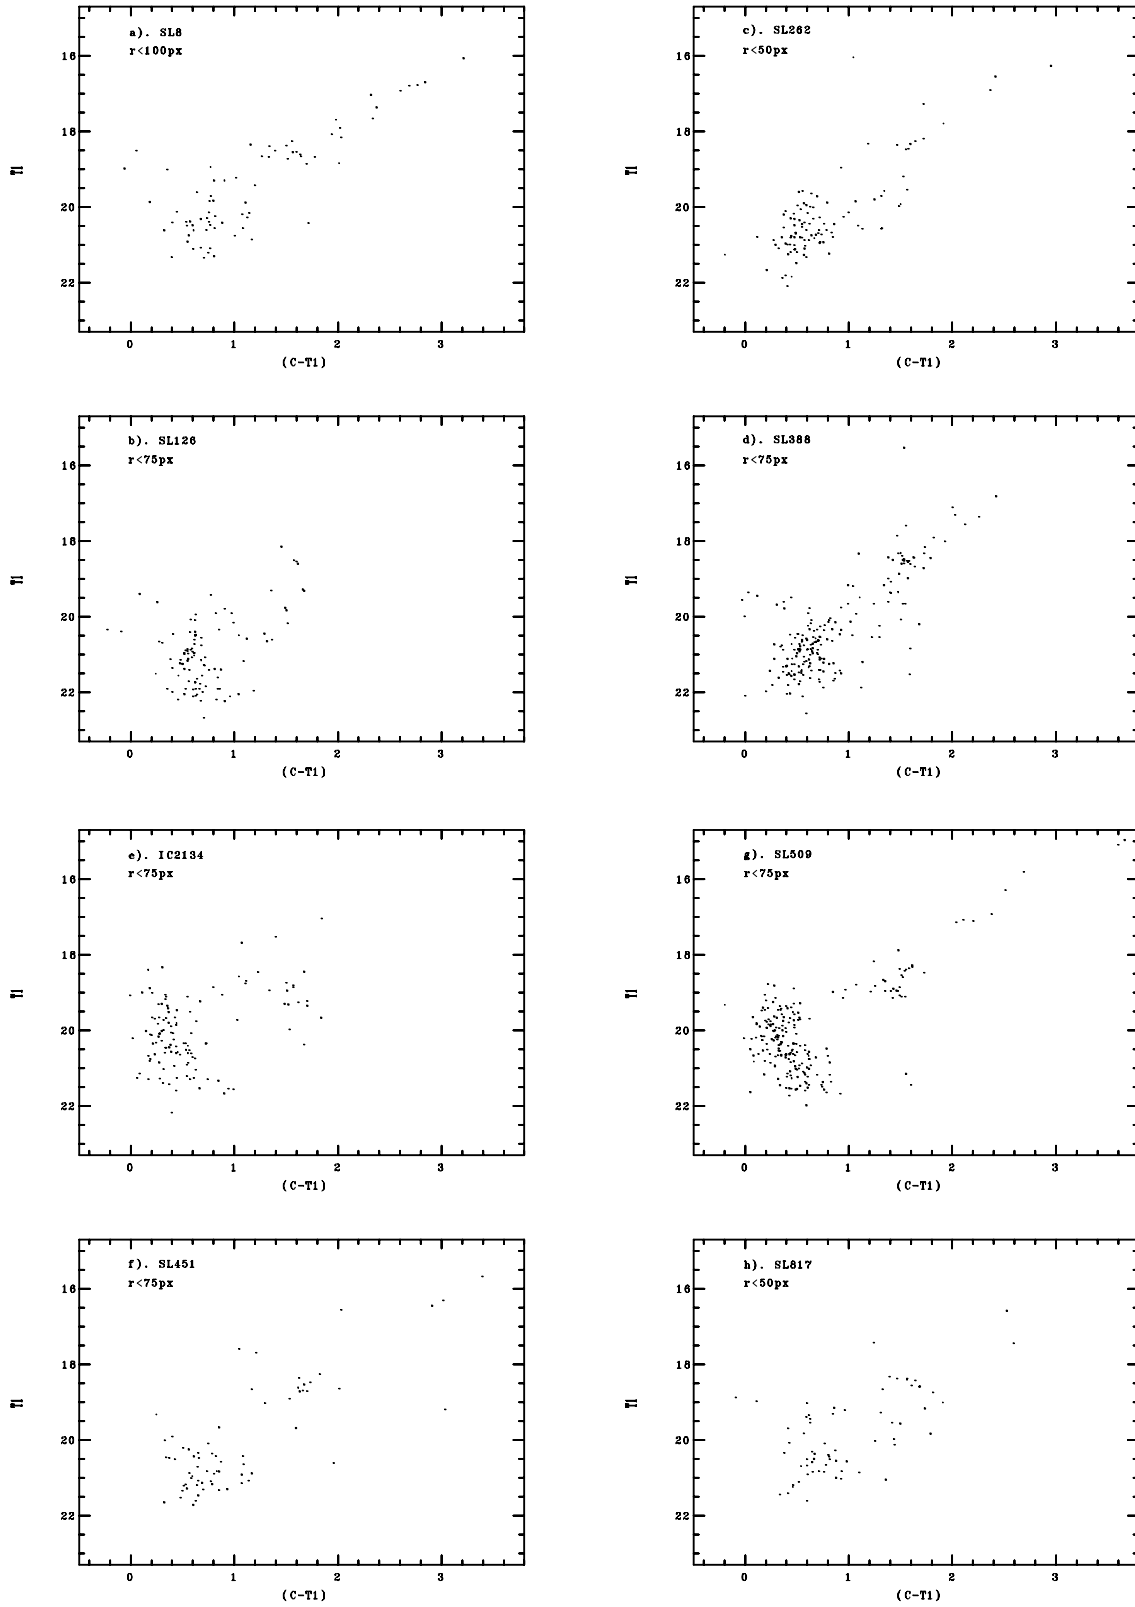 a). SL8
r<100px
16
18
20
22
T1
0 1 2 3
(C-T1)
c). SL262
r<50px
16
18
20
22
T1
0 1 2 3
(C-T1)
b). SL126
r<75px
16
18
20
22
T1
0 1 2 3
(C-T1)
d). SL388
r<75px
16
18
20
22
T1
0 1 2 3
(C-T1)
e). IC2134
r<75px
16
18
20
22
T1
0 1 2 3
(C-T1)
g). SL509
r<75px
16
18
20
22
T1
0 1 2 3
(C-T1)
f). SL451
r<75px
16
18
20
22
T1
0 1 2 3
(C-T1)
h). SL817
r<50px
16
18
20
22
T1
0 1 2 3
(C-T1)